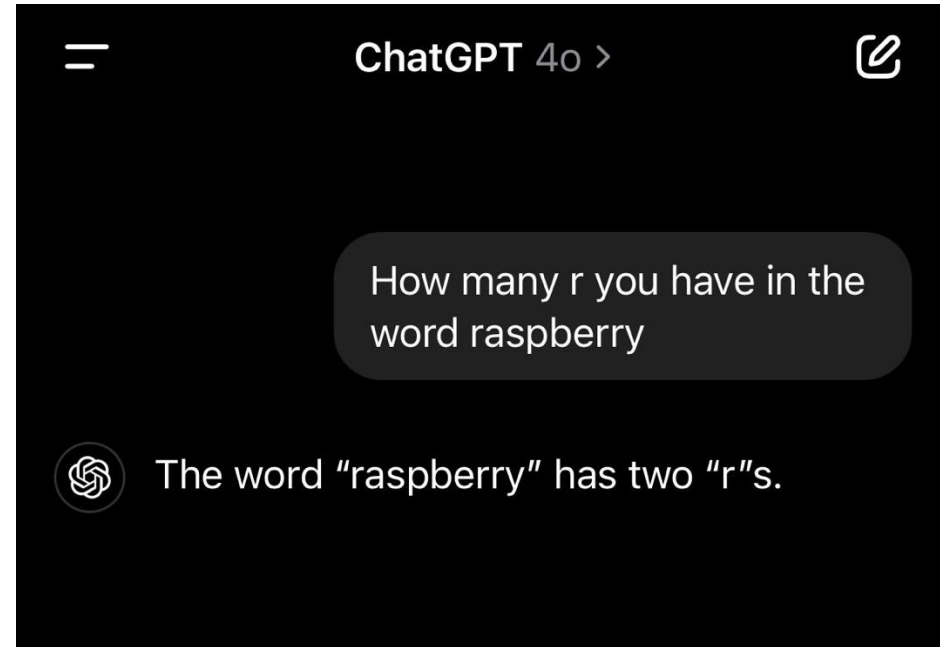 ChatGPT 4o >
How many r you have in the
word raspberry
The word “raspberry” has two “r”s.